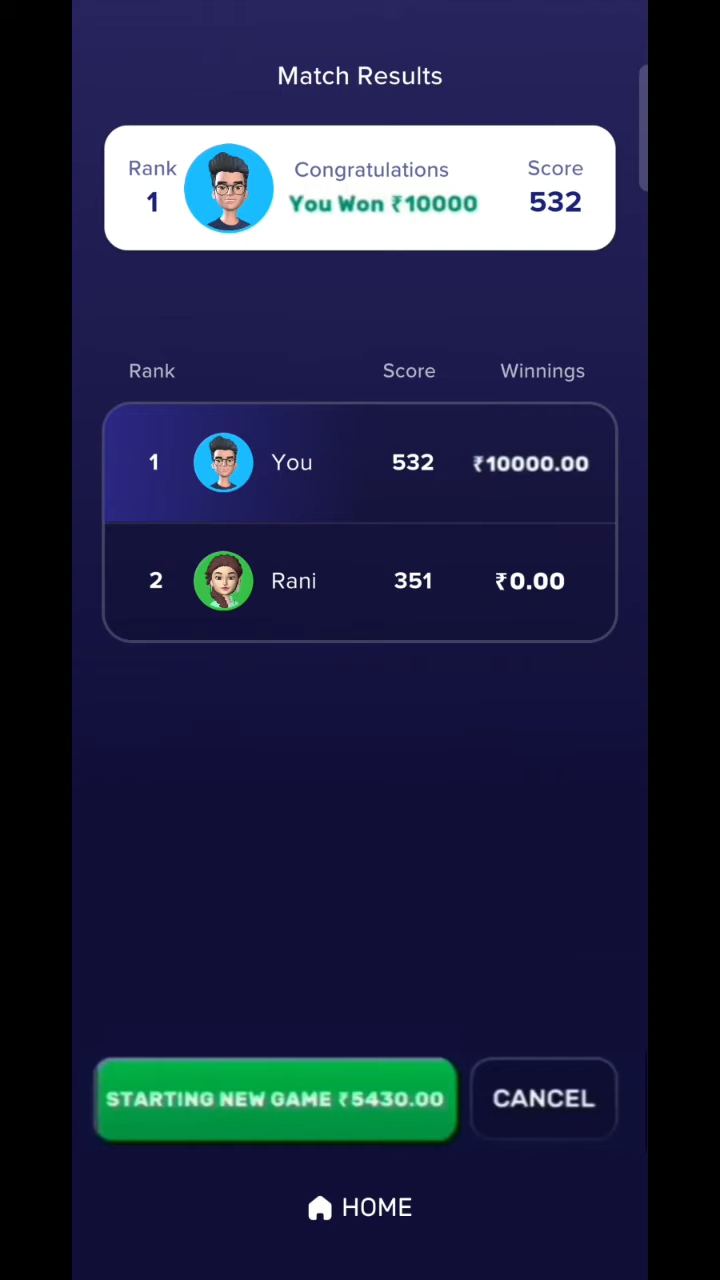 Match Results
Rank
1
Congratulations
You Won ₹10000
Score
532
Rank Score Winnings
1 You 532 ₹10000.00
2 Rani 351 ₹0.00
STARTING NEW GAME ₹5430.00
CANCEL
HOME